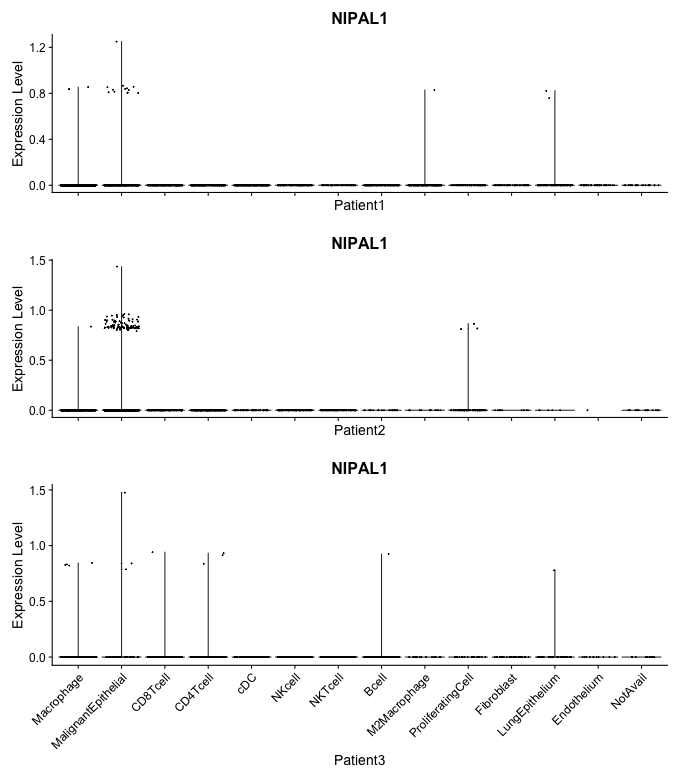 NIPAL1
Expression Level
1.2
0.8
0.4
0.0
Patient1
NIPAL1
Expression Level
1.5
1.0
0.5
0.0
Patient2
NIPAL1
Expression Level
1.5
1.0
0.5
0.0
Macrophage
MalignantEpithelial
CD8Tcell
CD4Tcell
cDC
NKcell
NKTcell
Bcell
M2Macrophage
ProliferatingCell
Fibroblast
LungEpithelium
Endothelium
NotAvail
Patient3